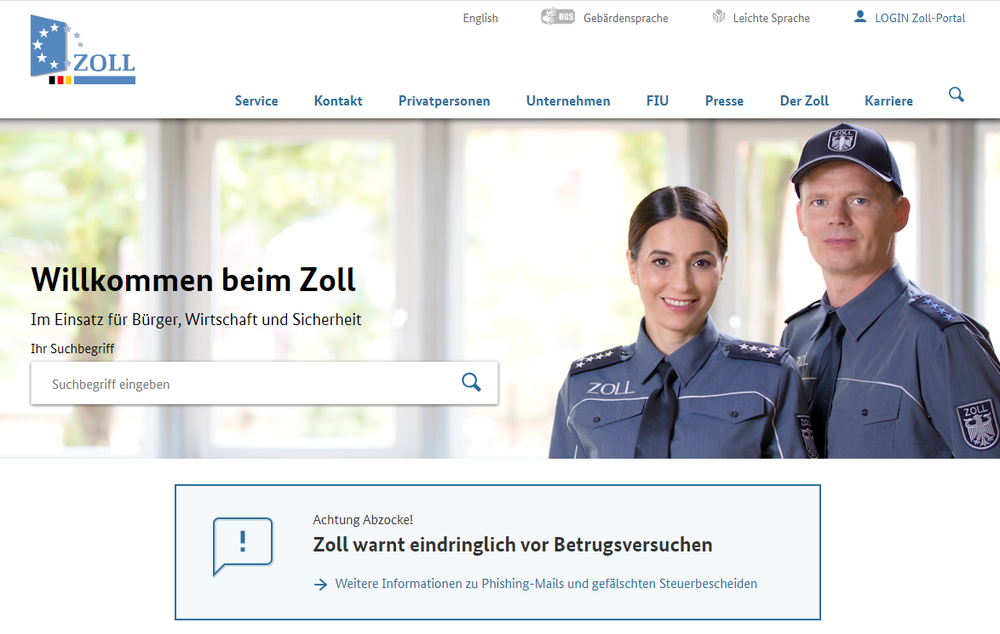 English
DGS
Gebärdensprache
Leichte Sprache
LOGIN Zoll-Portal
ZOLL
Service
Kontakt
Privatpersonen
Unternehmen
FIU
Presse
Der Zoll
Karriere
ZOLL
Willkommen beim Zoll
Im Einsatz für Bürger, Wirtschaft und Sicherheit
Ihr Suchbegriff
Suchbegriff eingeben
ZOLL
ZOLL
Achtung Abzocke!
Zoll warnt eindringlich vor Betrugsversuchen
Weitere Informationen zu Phishing-Mails und gefälschten Steuerbescheiden